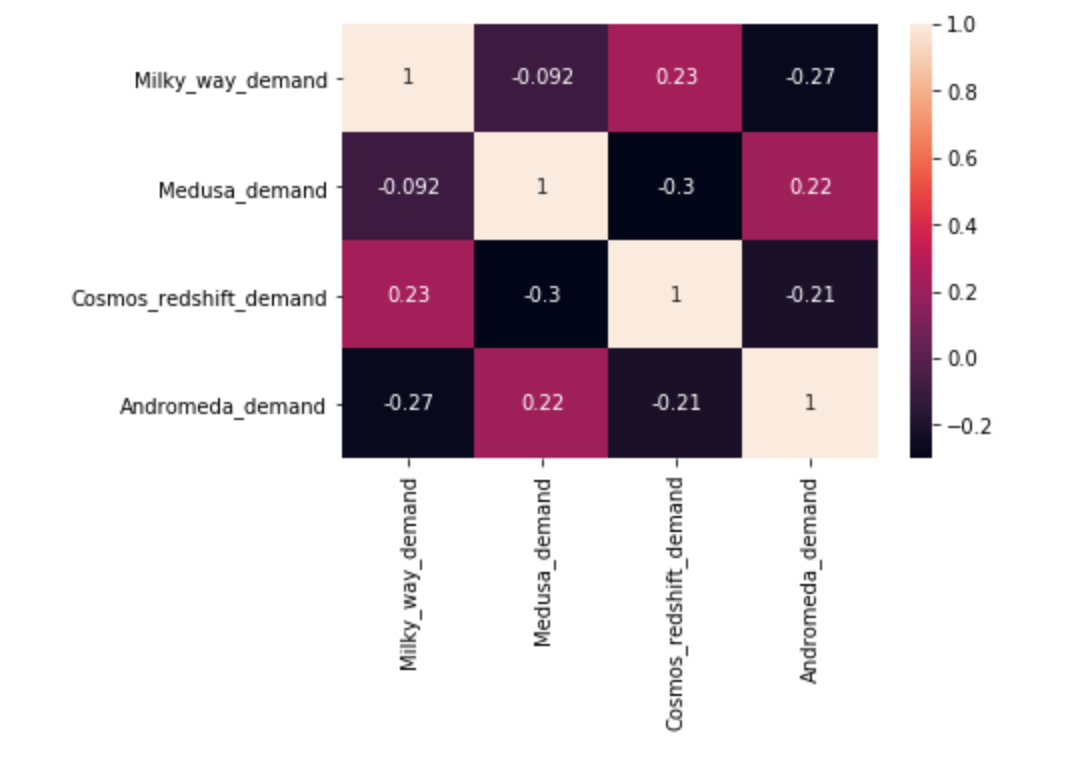 1.0
Milky_way_demand 1 -0.092 0.23 -0.27
0.8
0.6
Medusa_demand -0.092 1 -0.3 0.22
0.4
Cosmos_redshift_demand 0.23 -0.3 1 -0.21
0.2
0.0
Andromeda_demand -0.27 0.22 -0.21 1
−0.2
Milky_way_demand
Medusa_demand
Cosmos_redshift_demand
Andromeda_demand